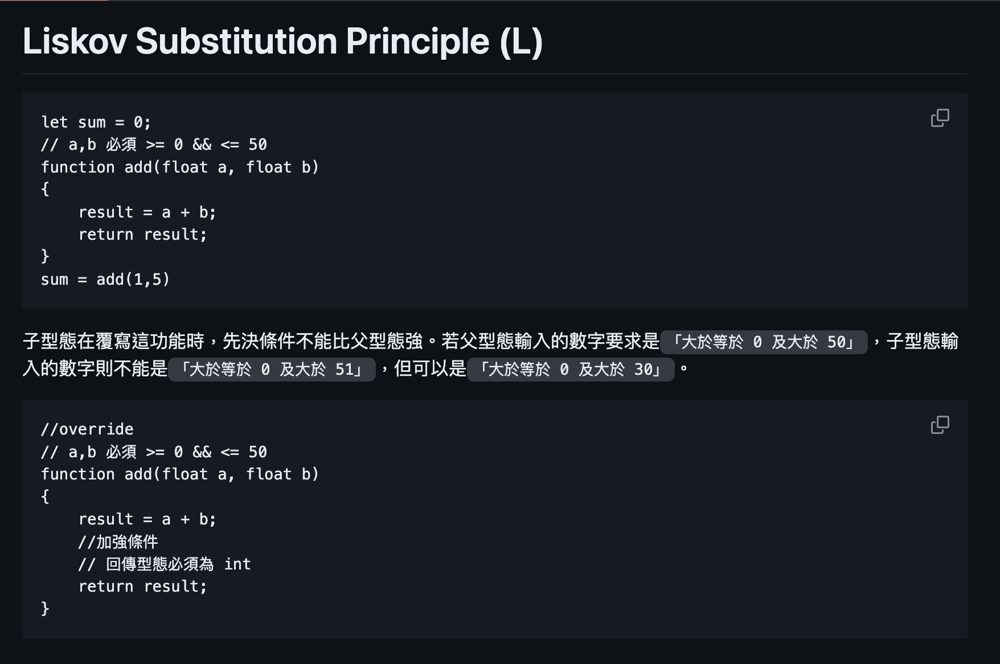 Liskov Substitution Principle (L)
let sum = 0;
// a,b 必須 >= 0 && <= 50
function add(float a, float b)
{
    result = a + b;
    return result;
}
sum = add(1,5)
子型態在覆寫這功能時，先決條件不能比父型態強。若父型態輸入的數字要求是「大於等於 0 及大於 50」，子型態輸
入的數字則不能是「大於等於 0 及大於 51」，但可以是「大於等於 0 及大於 30」。
//override
// a,b 必須 >= 0 && <= 50
function add(float a, float b)
{
    result = a + b;
    //加強條件
    // 回傳型態必須為 int
    return result;
}